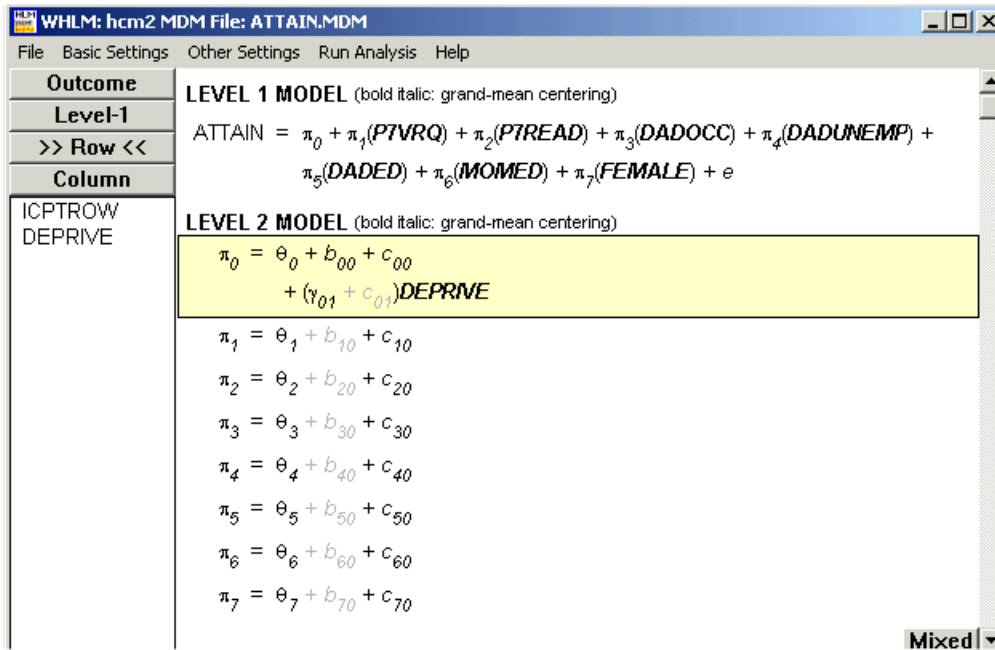 WHLM: hcm2 MDM File: ATTAIN.MDM
File Basic Settings Other Settings Run Analysis Help
Outcome
Level-1
>> Row <<
Column
ICPTROW
DEPRIVE
LEVEL 1 MODEL (bold italic: grand-mean centering)
ATTAIN = π₀ + π₁(P7VRQ) + π₂(P7READ) + π₃(DADOCC) + π₄(DADUNEMP) +
π₅(DADED) + π₆(MOMED) + π₇(FEMALE) + e
LEVEL 2 MODEL (bold italic: grand-mean centering)
π₀ = θ₀ + b₀₀ + c₀₀
+ (γ₀₁ + c₀₁)DEPRIVE
π₁ = θ₁ + b₁₀ + c₁₀
π₂ = θ₂ + b₂₀ + c₂₀
π₃ = θ₃ + b₃₀ + c₃₀
π₄ = θ₄ + b₄₀ + c₄₀
π₅ = θ₅ + b₅₀ + c₅₀
π₆ = θ₆ + b₆₀ + c₆₀
π₇ = θ₇ + b₇₀ + c₇₀
Mixed